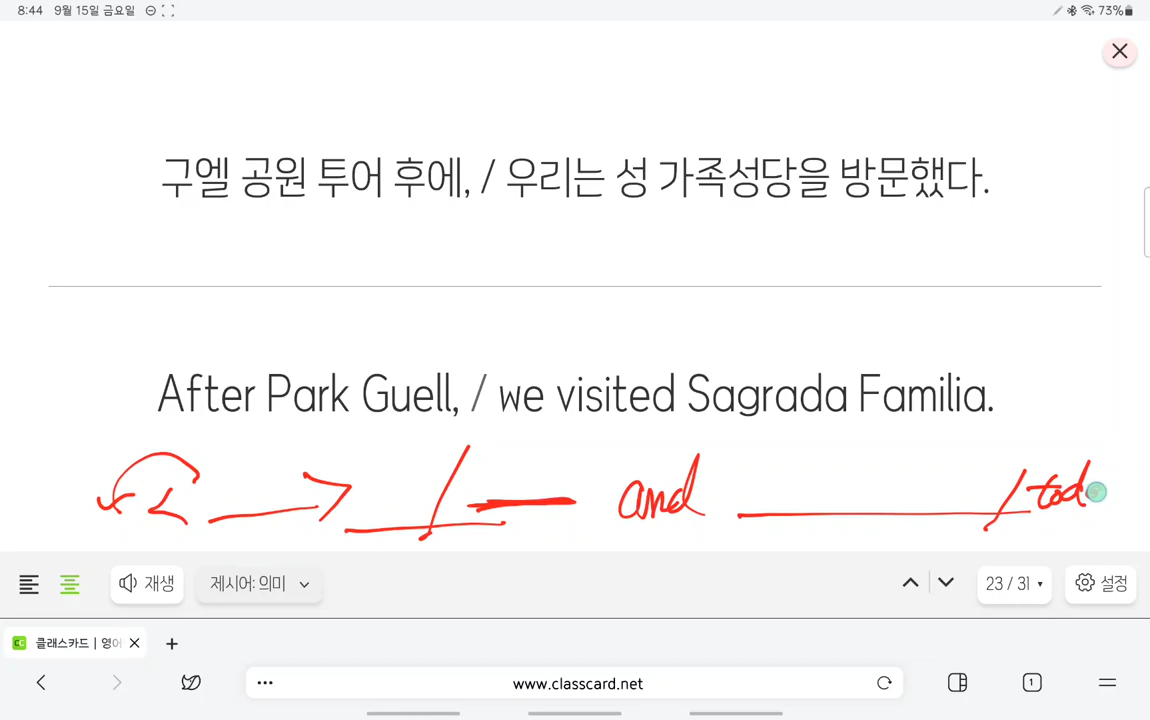 8:44 9월 15일 금요일 73%
구엘 공원 투어 후에, / 우리는 성 가족성당을 방문했다.
After Park Guell, / we visited Sagrada Familia.
and / tod
재생 제시어: 의미 23 / 31 설정
클래스카드 | 영어
www.classcard.net